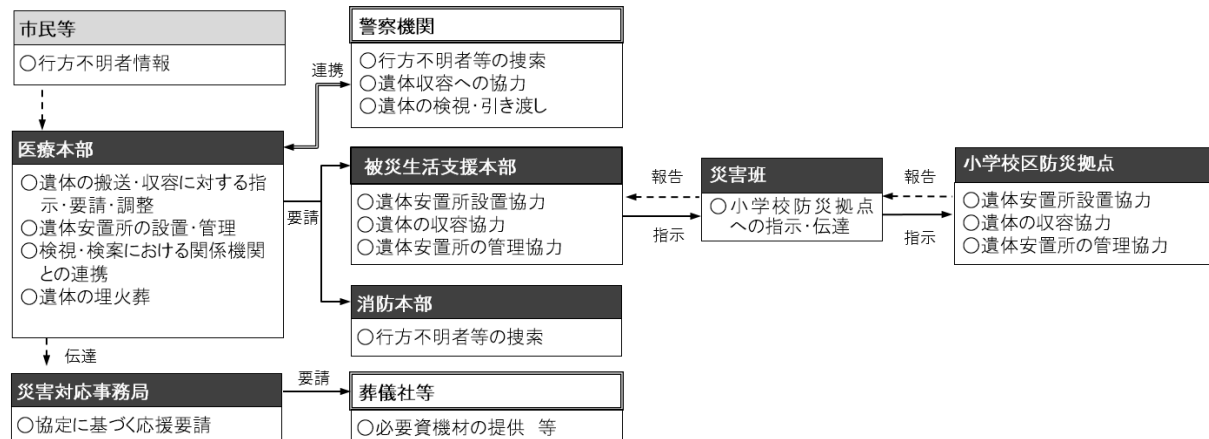 市民等
○行方不明者情報
警察機関
○行方不明者等の捜索
○遺体収容への協力
○遺体の検視・引き渡し
連携
医療本部
○遺体の搬送・収容に対する指
示・要請・調整
○遺体安置所の設置・管理
○検視・検案における関係機関
との連携
○遺体の埋火葬
要請
被災生活支援本部
○遺体安置所設置協力
○遺体の収容協力
○遺体安置所の管理協力
報告
指示
災害班
○小学校防災拠点
への指示・伝達
報告
指示
小学校区防災拠点
○遺体安置所設置協力
○遺体の収容協力
○遺体安置所の管理協力
消防本部
○行方不明者等の捜索
伝達
災害対応事務局
○協定に基づく応援要請
要請
葬儀社等
○必要資機材の提供 等